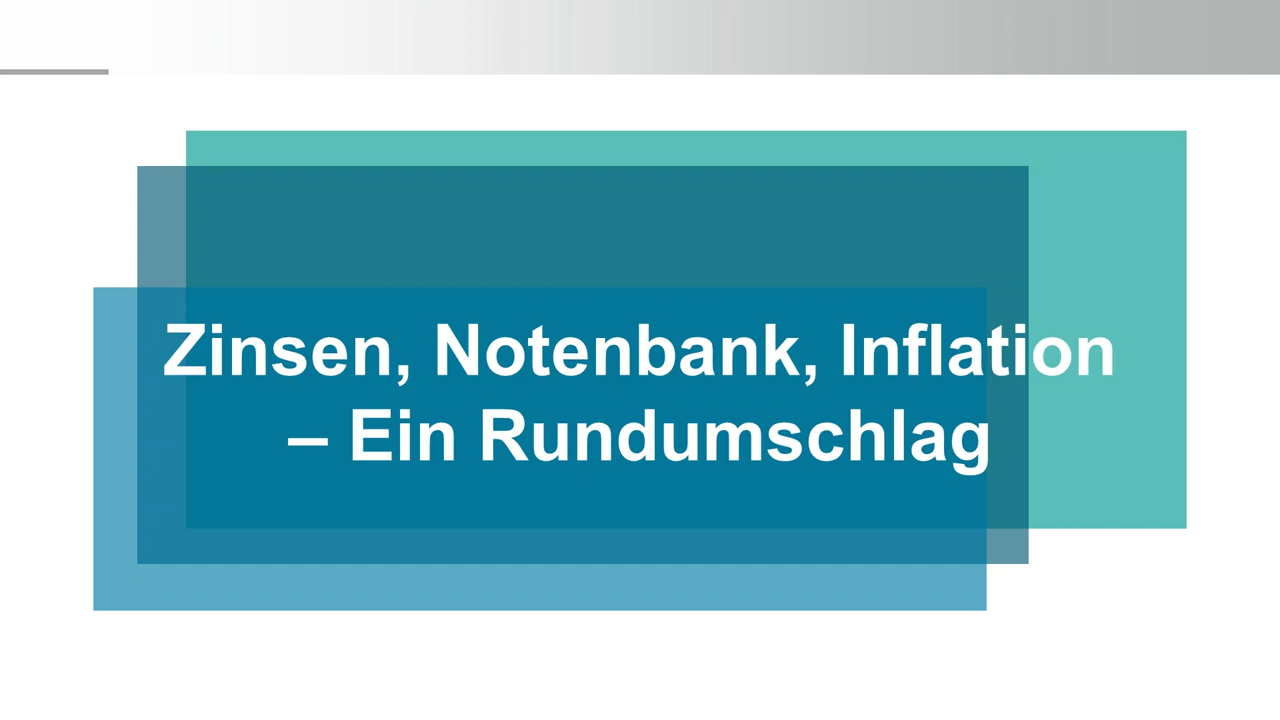 Zinsen, Notenbank, Inflation
– Ein Rundumschlag